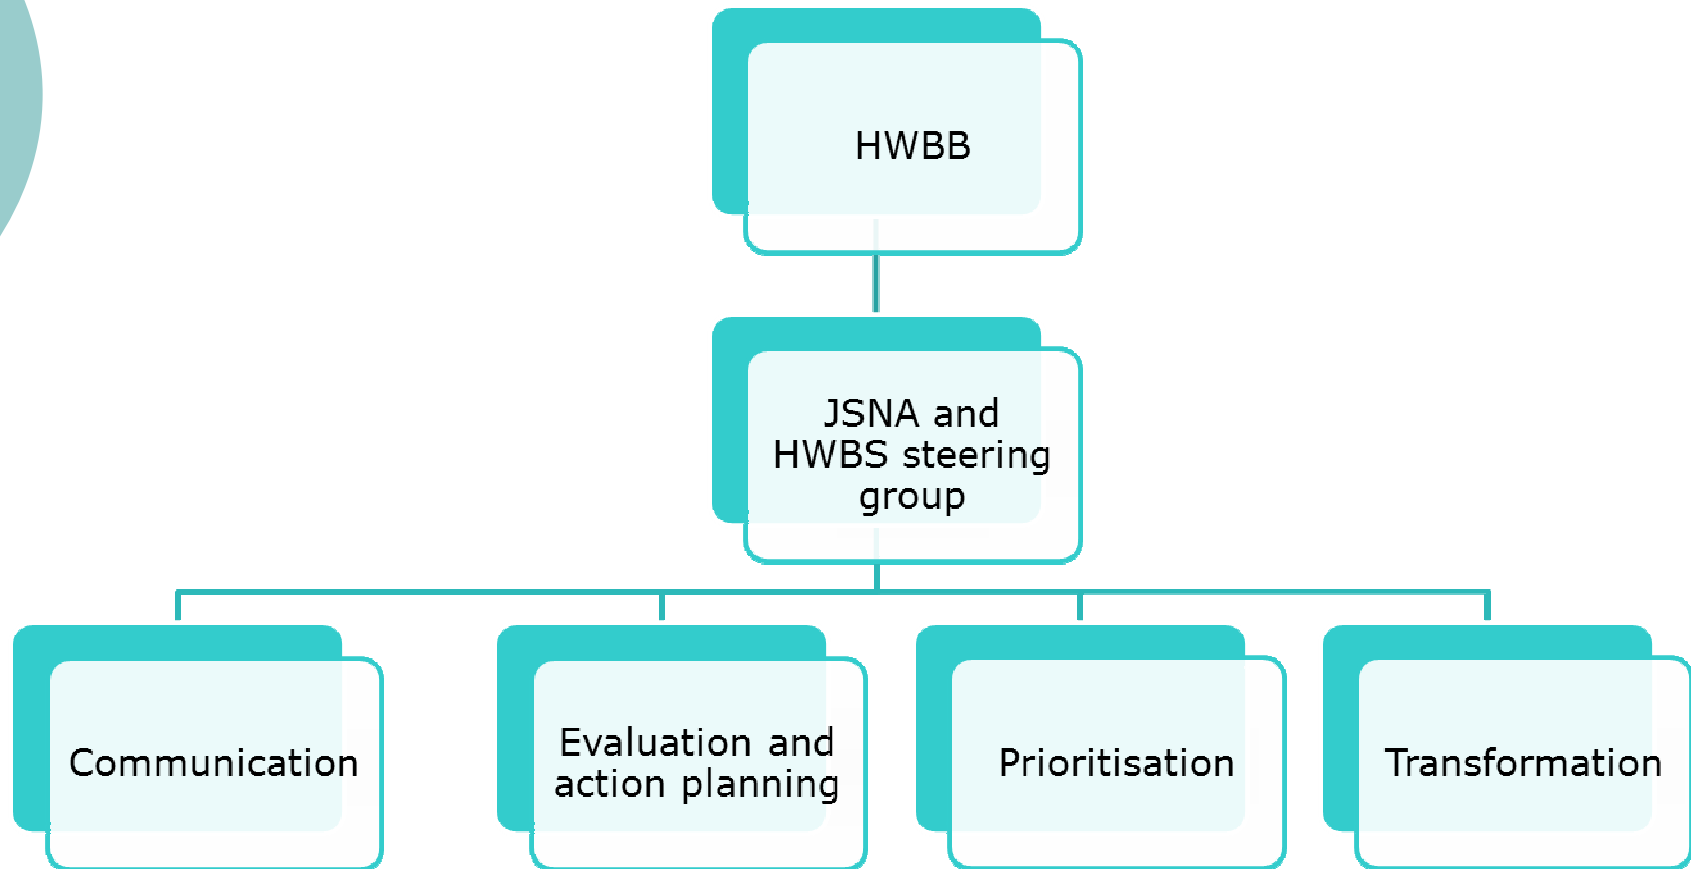 HWBB
JSNA and
HWBS steering
group
Communication
Evaluation and
action planning
Prioritisation
Transformation